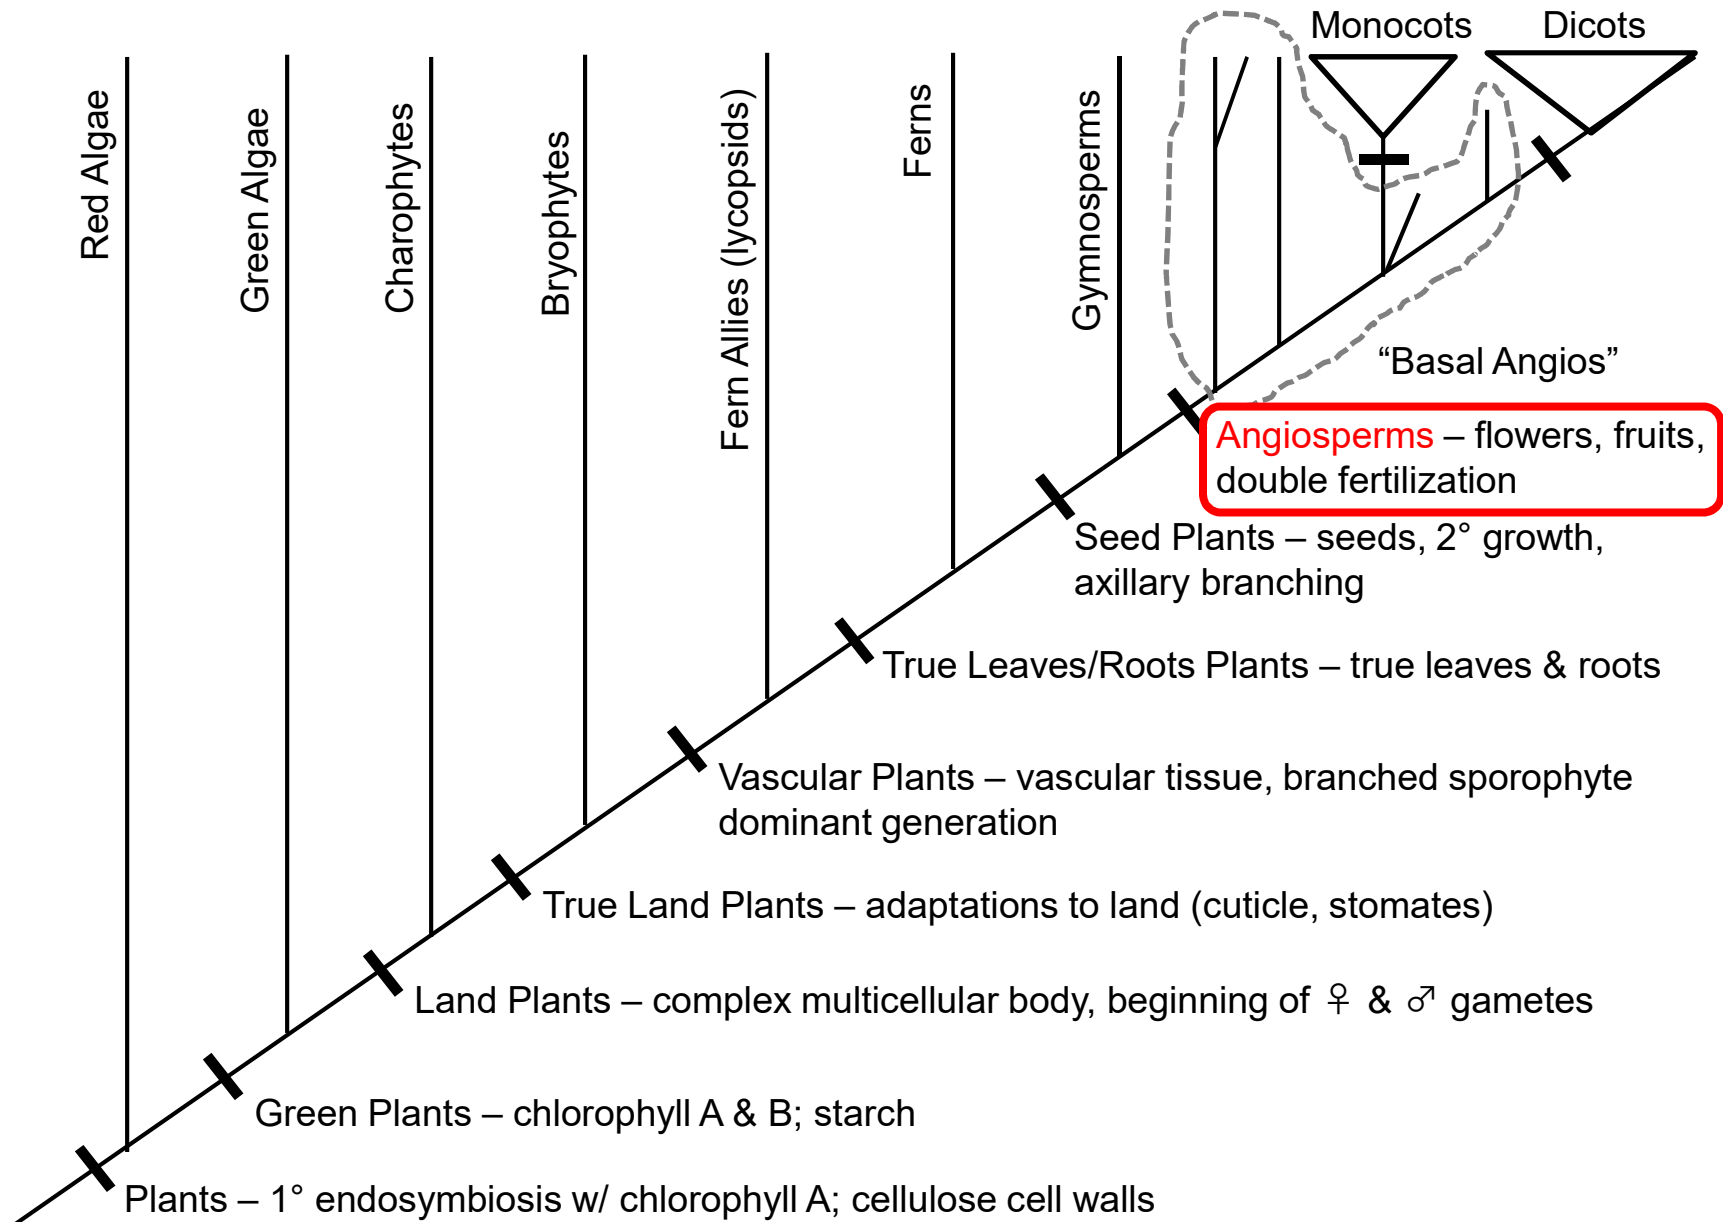 Monocots
Dicots
Red Algae
Green Algae
Charophytes
Bryophytes
Fern Allies (lycopsids)
Ferns
Gymnosperms
“Basal Angios”
Angiosperms – flowers, fruits,
double fertilization
Seed Plants – seeds, 2° growth,
axillary branching
True Leaves/Roots Plants – true leaves & roots
Vascular Plants – vascular tissue, branched sporophyte
dominant generation
True Land Plants – adaptations to land (cuticle, stomates)
Land Plants – complex multicellular body, beginning of ♀ & ♂ gametes
Green Plants – chlorophyll A & B; starch
Plants – 1° endosymbiosis w/ chlorophyll A; cellulose cell walls